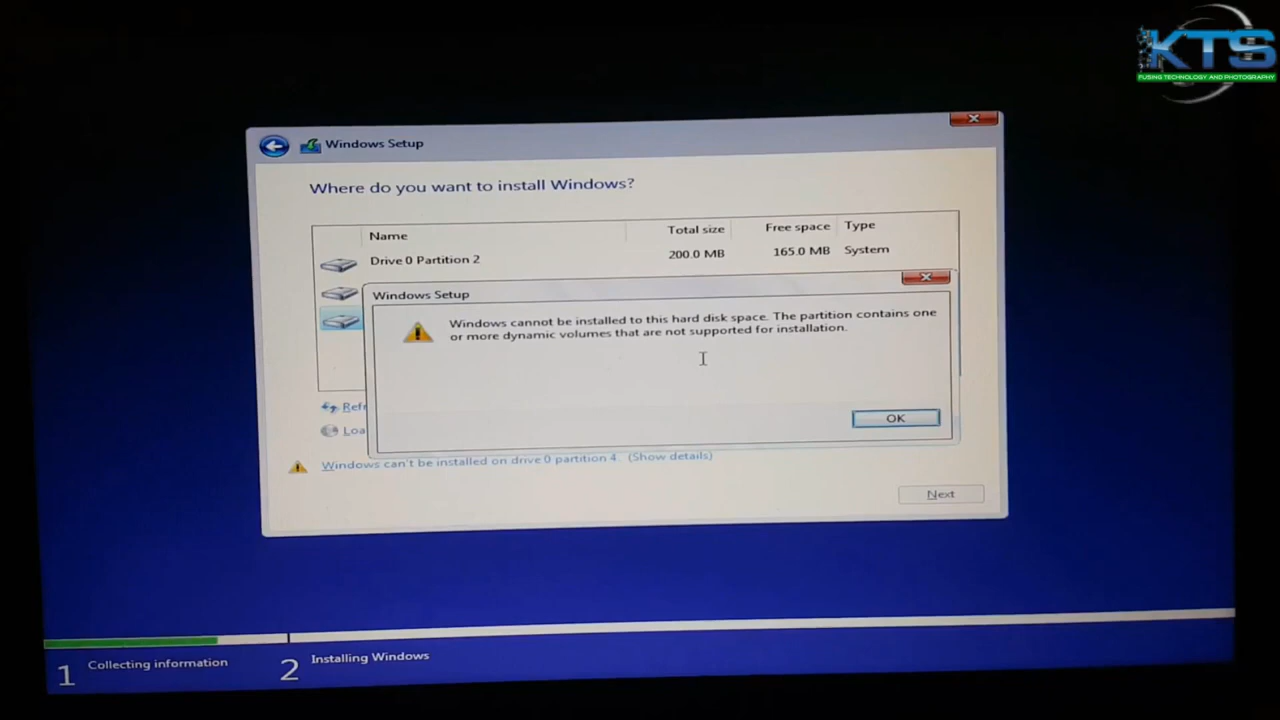 KTS
FUSING TECHNOLOGY AND PHOTOGRAPHY
Windows Setup
Where do you want to install Windows?
Name Total size Free space Type
Drive 0 Partition 2 200.0 MB 165.0 MB System
Windows Setup
Windows cannot be installed to this hard disk space. The partition contains one
or more dynamic volumes that are not supported for installation.
Refr
Loa
OK
Windows can't be installed on drive 0 partition 4. (Show details)
Next
1 Collecting information
2 Installing Windows